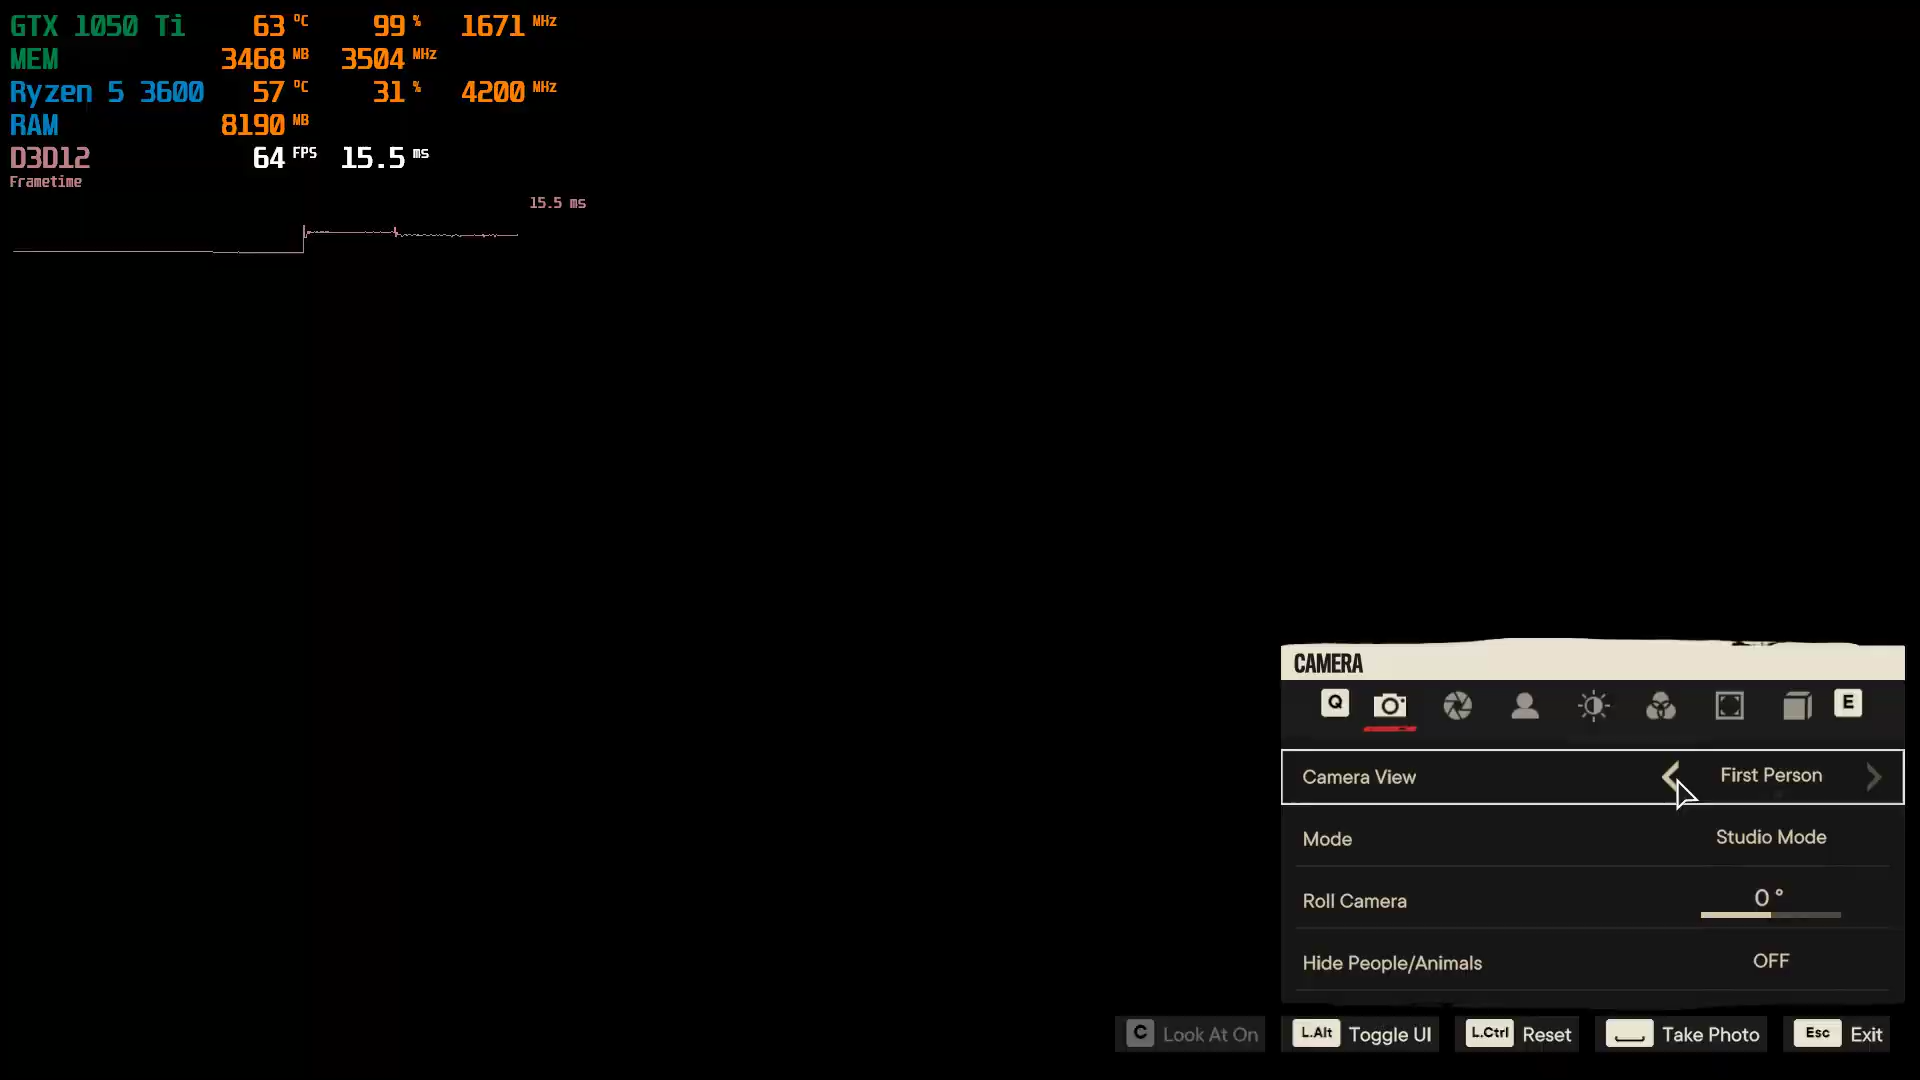 GTX 1050 Ti 63 °C 99 % 1671 MHz
MEM 3468 MB 3504 MHz
Ryzen 5 3600 57 °C 31 % 4200 MHz
RAM 8190 MB
D3D12 64 FPS 15.5 ms
Frametime
15.5 ms
CAMERA
Q E
Camera View First Person
Mode Studio Mode
Roll Camera 0 °
Hide People/Animals OFF
C Look At On L.Alt Toggle UI L.Ctrl Reset Take Photo Esc Exit